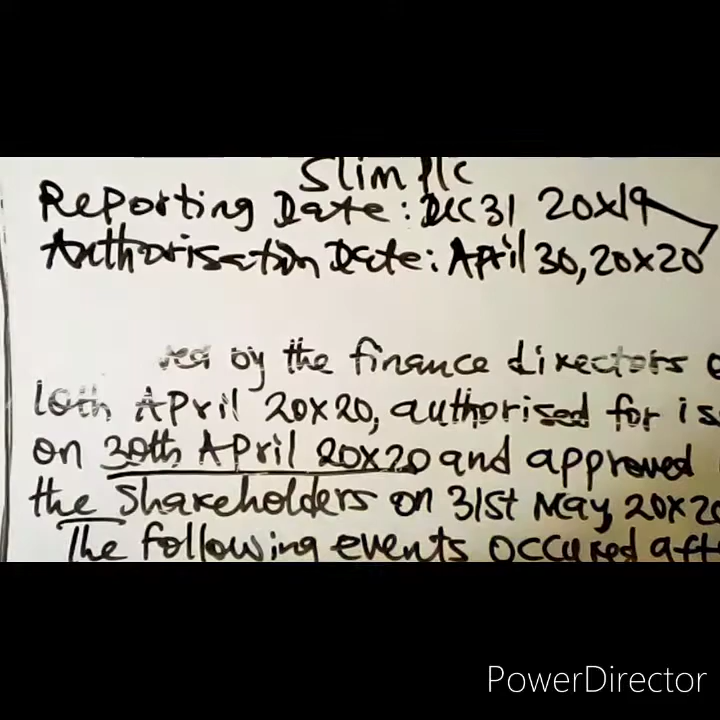 Slim Plc
Reporting Date: DEC 31 20x19
Authorisation Date: April 30, 20x20
by the finance directors
10th April 20x20, authorised for is
on 30th April 20x20 and approved
the Shareholders on 31st May, 20x20
The following events occured aft
PowerDirector